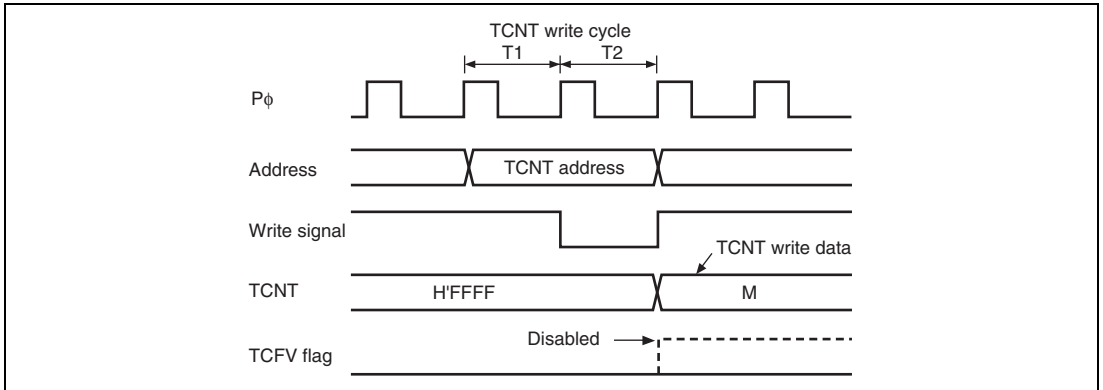 TCNT write cycle
T1 T2
Pϕ
Address TCNT address
Write signal
TCNT write data
TCNT H'FFFF M
Disabled
TCFV flag